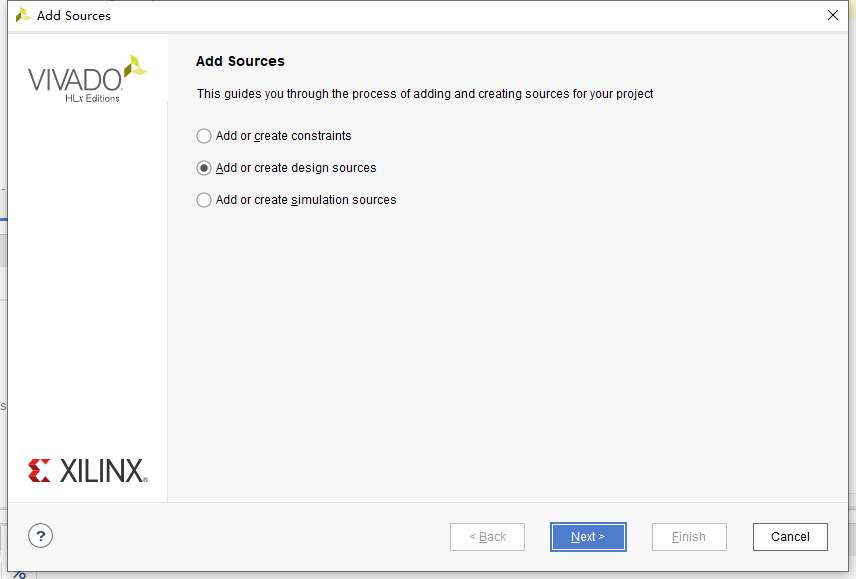 Add Sources
VIVADO
HLx Editions
Add Sources
This guides you through the process of adding and creating sources for your project
Add or create constraints
Add or create design sources
Add or create simulation sources
XILINX
?
< Back
Next >
Finish
Cancel